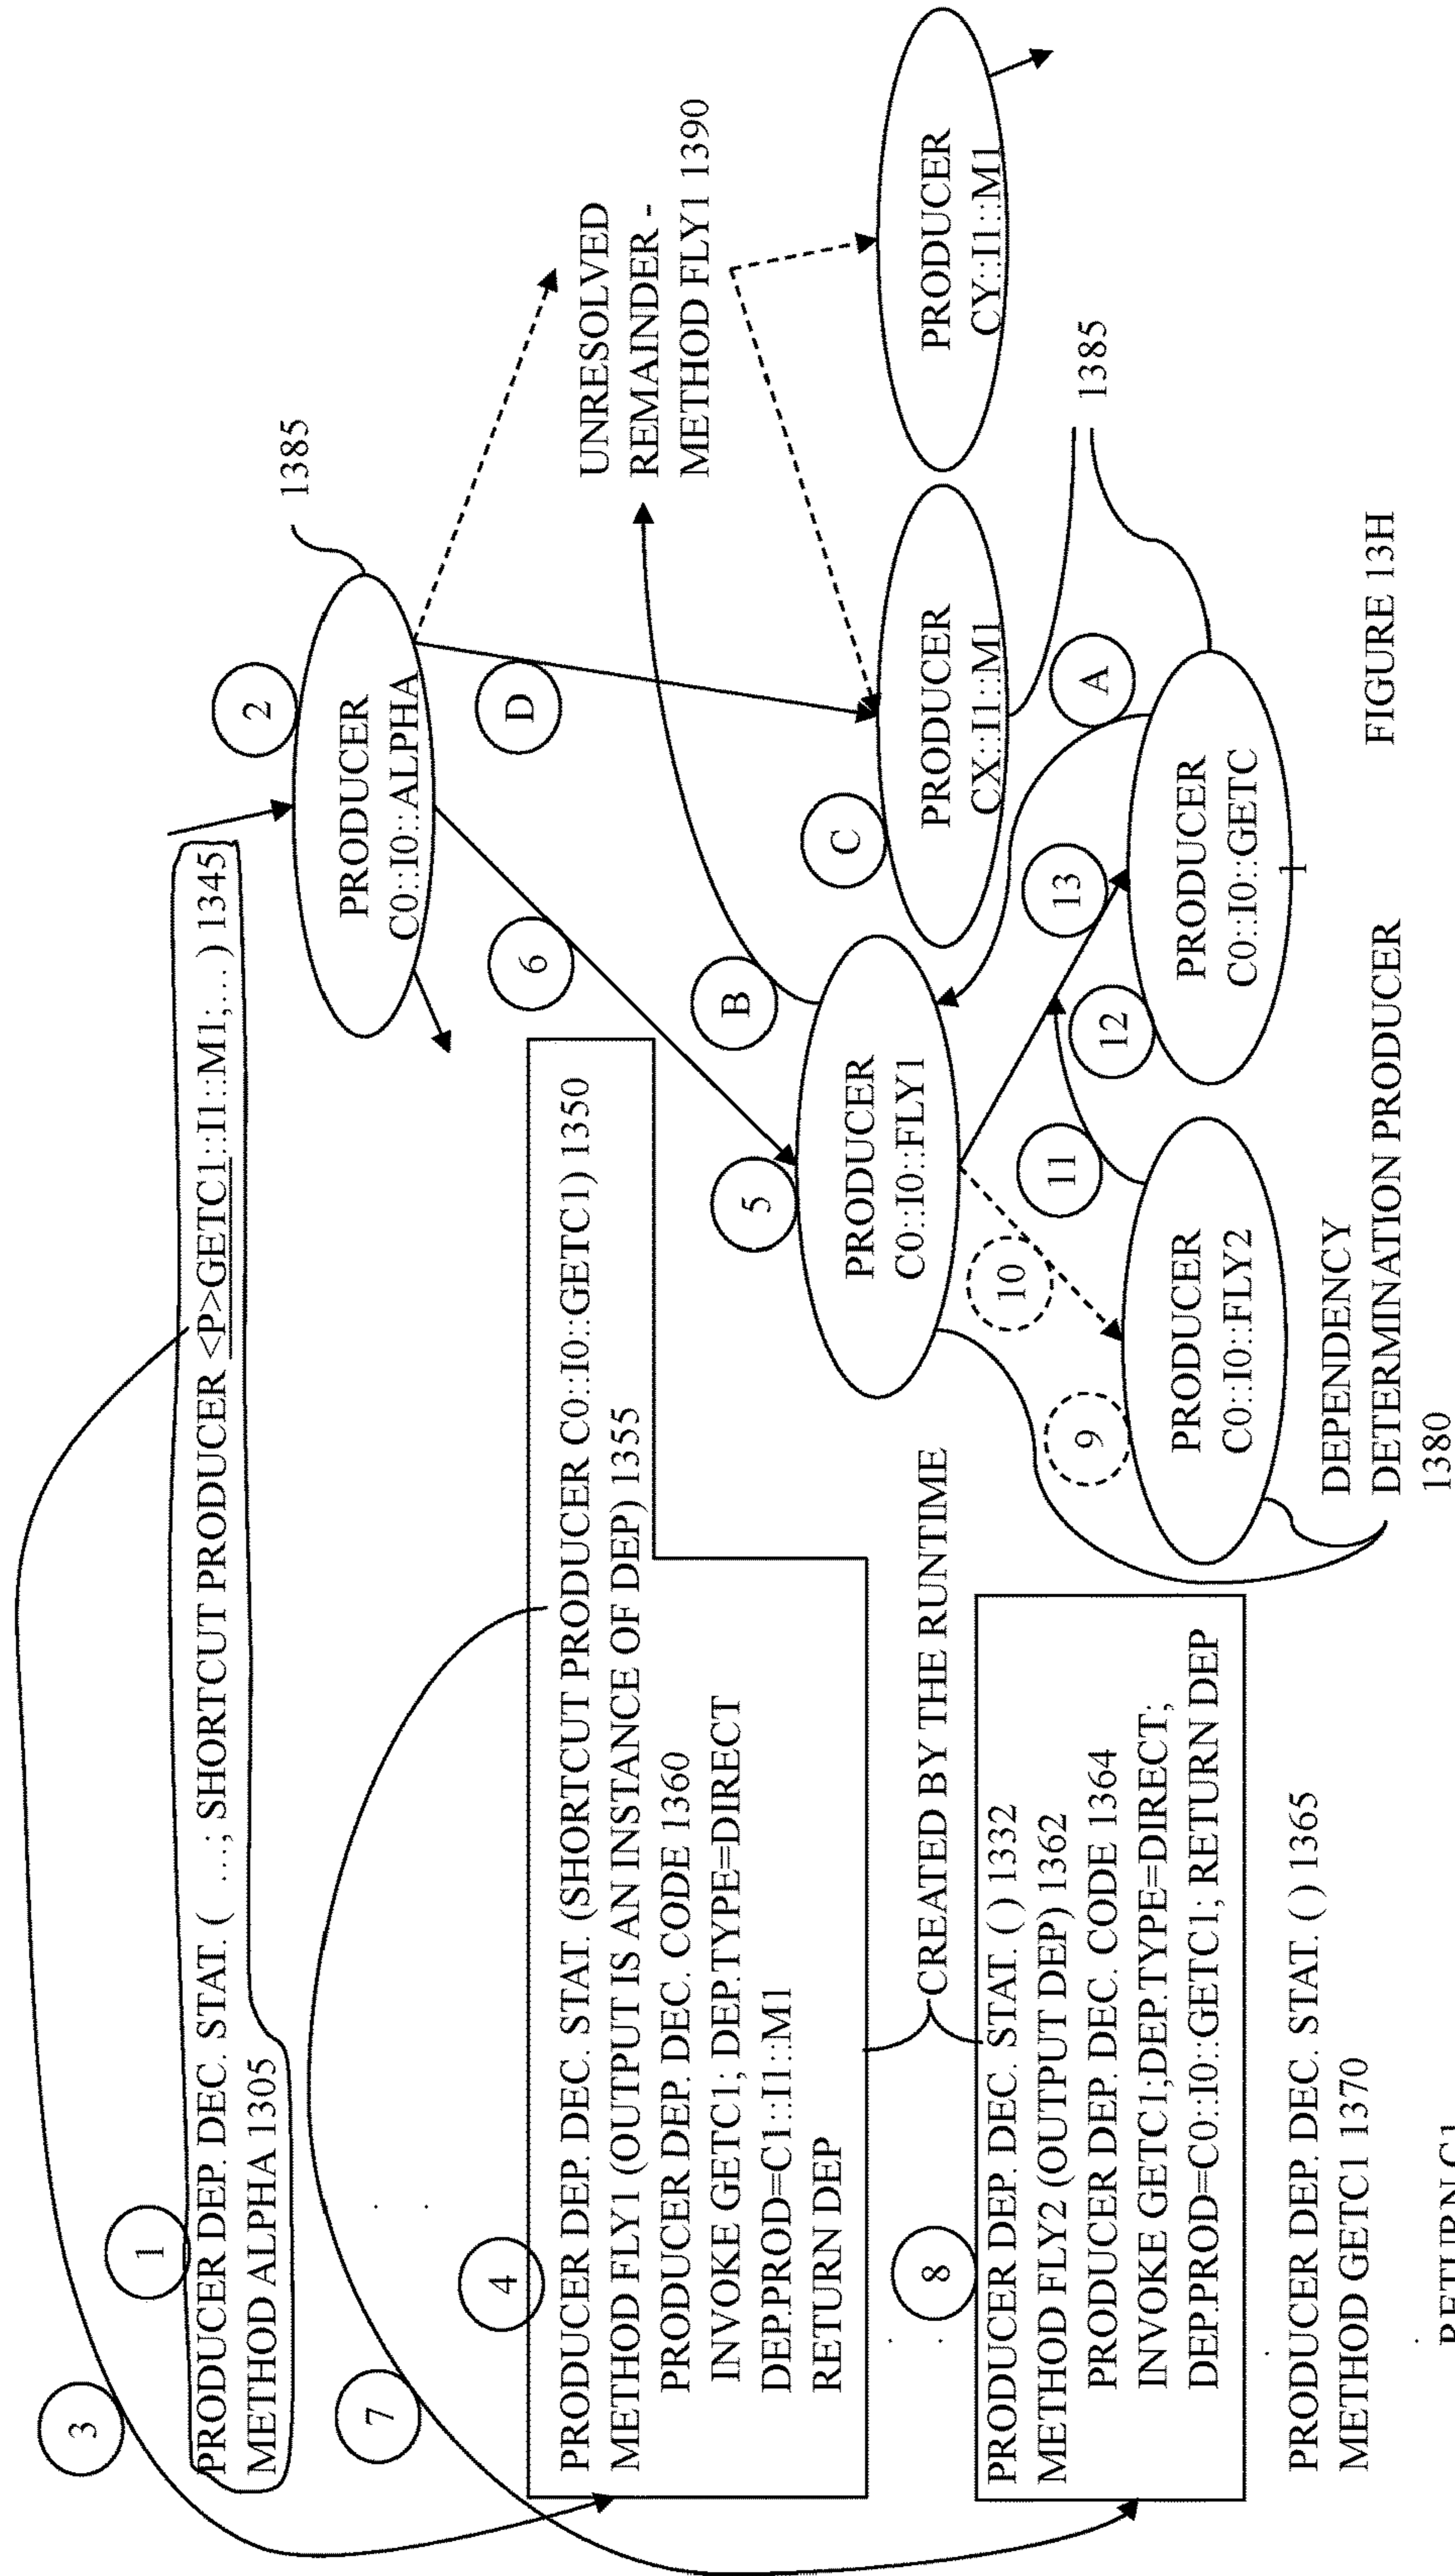 3
1
PRODUCER DEP. DEC. STAT. ( ...; SHORTCUT PRODUCER <P>GETC1::I1::M1;... ) 1345
METHOD ALPHA 1305
7
4
PRODUCER DEP. DEC. STAT. (SHORTCUT PRODUCER C0::I0::GETC1) 1350
METHOD FLY1 (OUTPUT IS AN INSTANCE OF DEP) 1355
PRODUCER DEP. DEC. CODE 1360
INVOKE GETC1; DEP.TYPE=DIRECT
DEP.PROD=C1::I1::M1
RETURN DEP
CREATED BY THE RUNTIME
8
PRODUCER DEP. DEC. STAT. ( ) 1332
METHOD FLY2 (OUTPUT DEP) 1362
PRODUCER DEP. DEC. CODE 1364
INVOKE GETC1;DEP.TYPE=DIRECT;
DEP.PROD=C0::I0::GETC1; RETURN DEP
PRODUCER DEP. DEC. STAT. ( ) 1365
METHOD GETC1 1370
RETURN C1
2
PRODUCER
C0::I0::ALPHA
1385
6
D
UNRESOLVED
REMAINDER -
METHOD FLY1 1390
B
5
PRODUCER
C0::I0::FLY1
C
PRODUCER
CX::I1::M1
PRODUCER
CY::I1::M1
1385
10
11
13
A
9
12
PRODUCER
C0::I0::FLY2
PRODUCER
C0::I0::GETC
1
DEPENDENCY
DETERMINATION PRODUCER
1380
FIGURE 13H